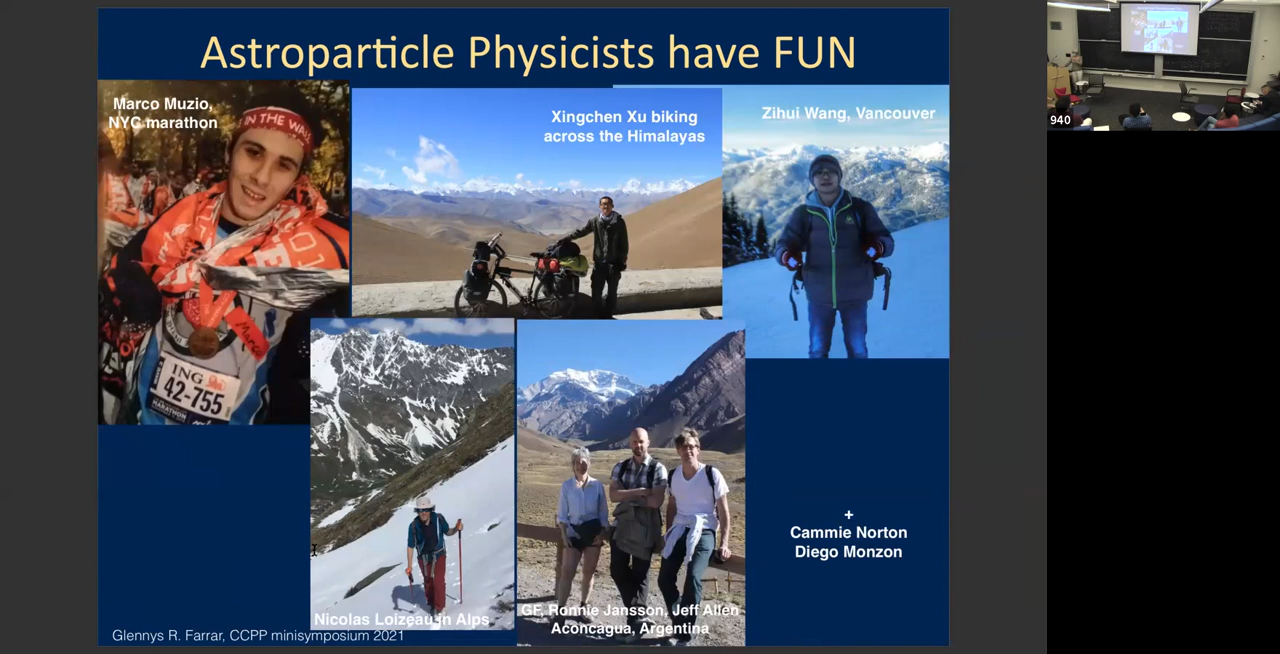 Astroparticle Physicists have FUN
Marco Muzio,
NYC marathon
Xingchen Xu biking
across the Himalayas
Zihui Wang, Vancouver
940
IN THE WA
ING
42-755
MARATHON
+
Cammie Norton
Diego Monzon
Nicolas Loizeau in Alps
GF, Ronnie Jansson, Jeff Allen
Aconcagua, Argentina
Glennys R. Farrar, CCPP minisymposium 2021